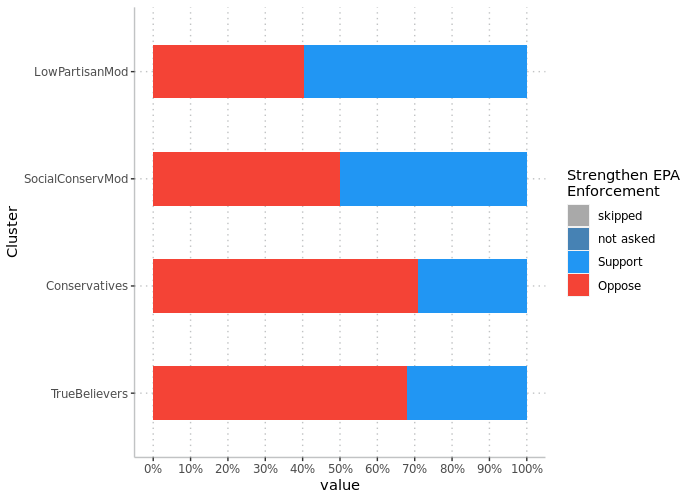 LowPartisanMod
SocialConservMod
Conservatives
TrueBelievers
Cluster
0% 10% 20% 30% 40% 50% 60% 70% 80% 90% 100%
value
Strengthen EPA
Enforcement
skipped
not asked
Support
Oppose